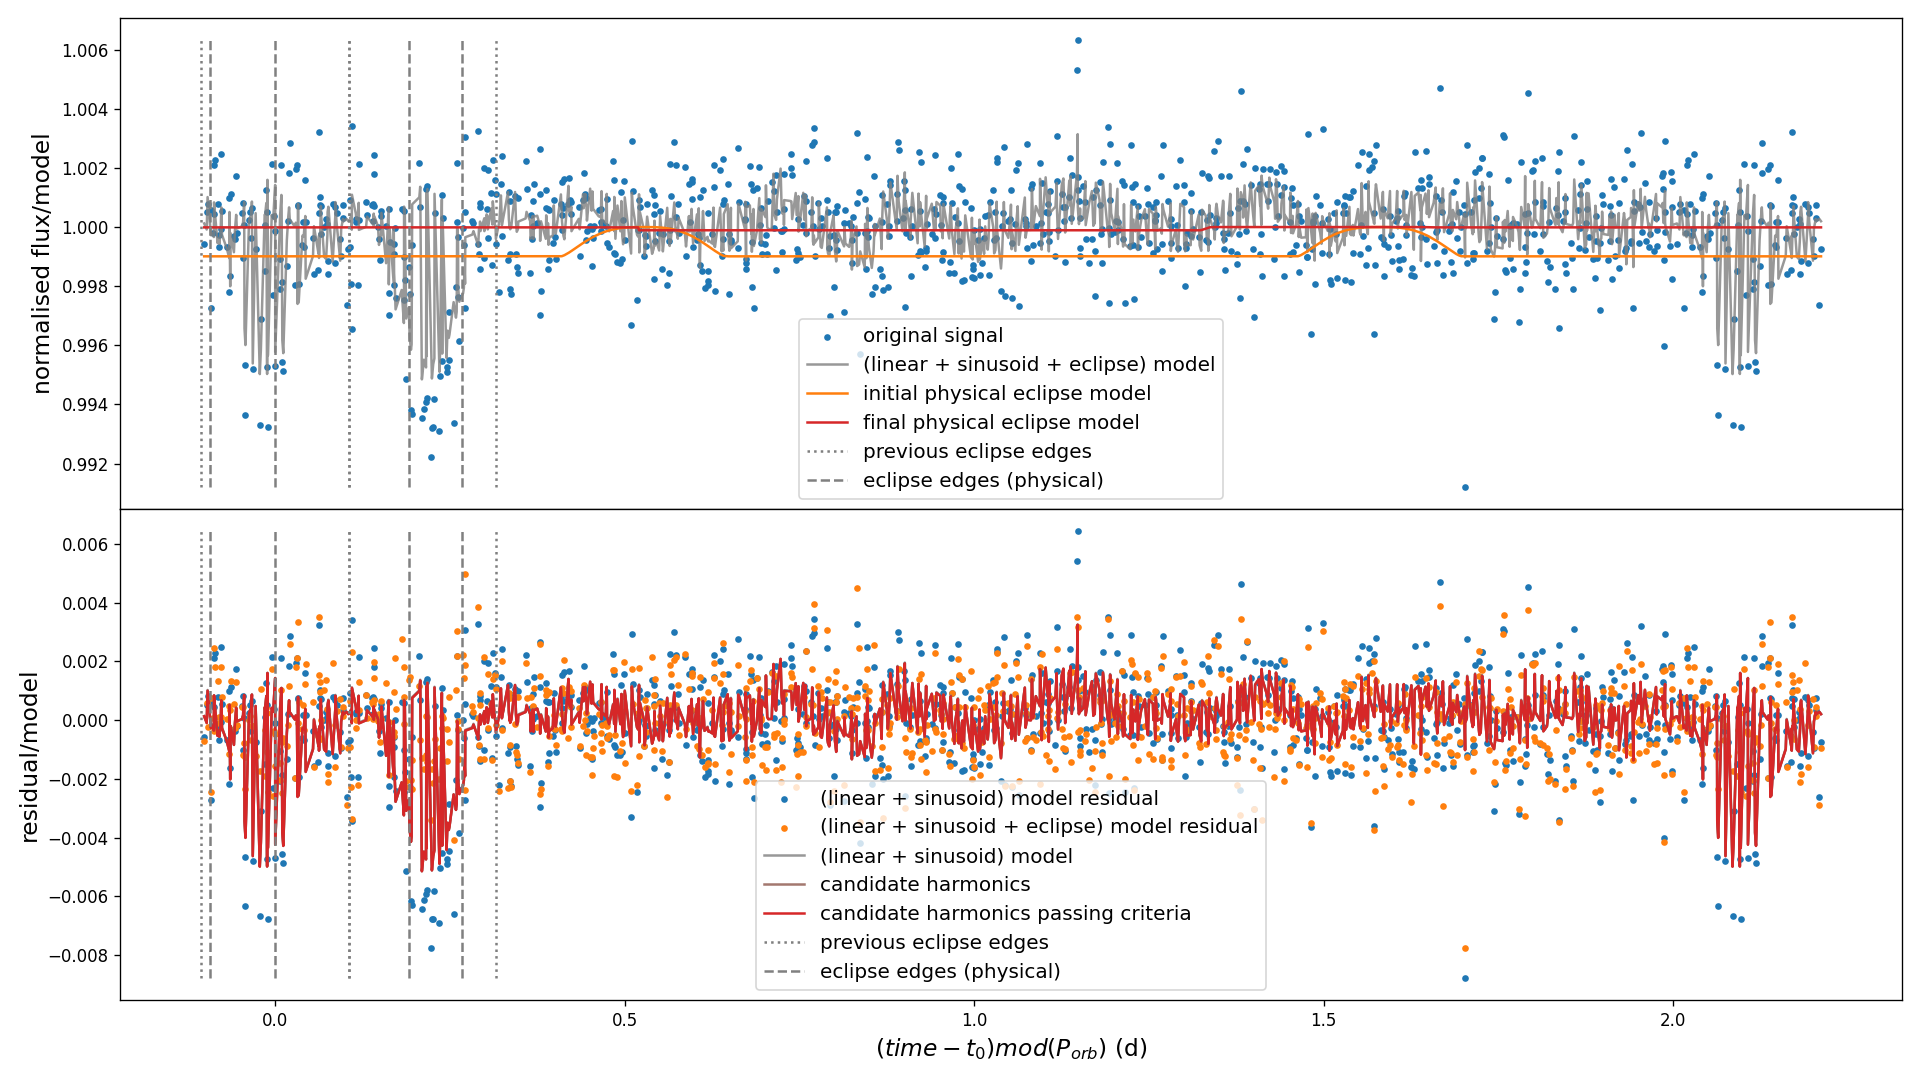 1.006
1.004
1.002
1.000
0.998
0.996
0.994
0.992
normalised flux/model
original signal
(linear + sinusoid + eclipse) model
initial physical eclipse model
final physical eclipse model
previous eclipse edges
eclipse edges (physical)
0.006
0.004
0.002
0.000
−0.002
−0.004
−0.006
−0.008
residual/model
(linear + sinusoid) model residual
(linear + sinusoid + eclipse) model residual
(linear + sinusoid) model
candidate harmonics
candidate harmonics passing criteria
previous eclipse edges
eclipse edges (physical)
0.0 0.5 1.0 1.5 2.0
(time − t₀)mod(P_orb) (d)